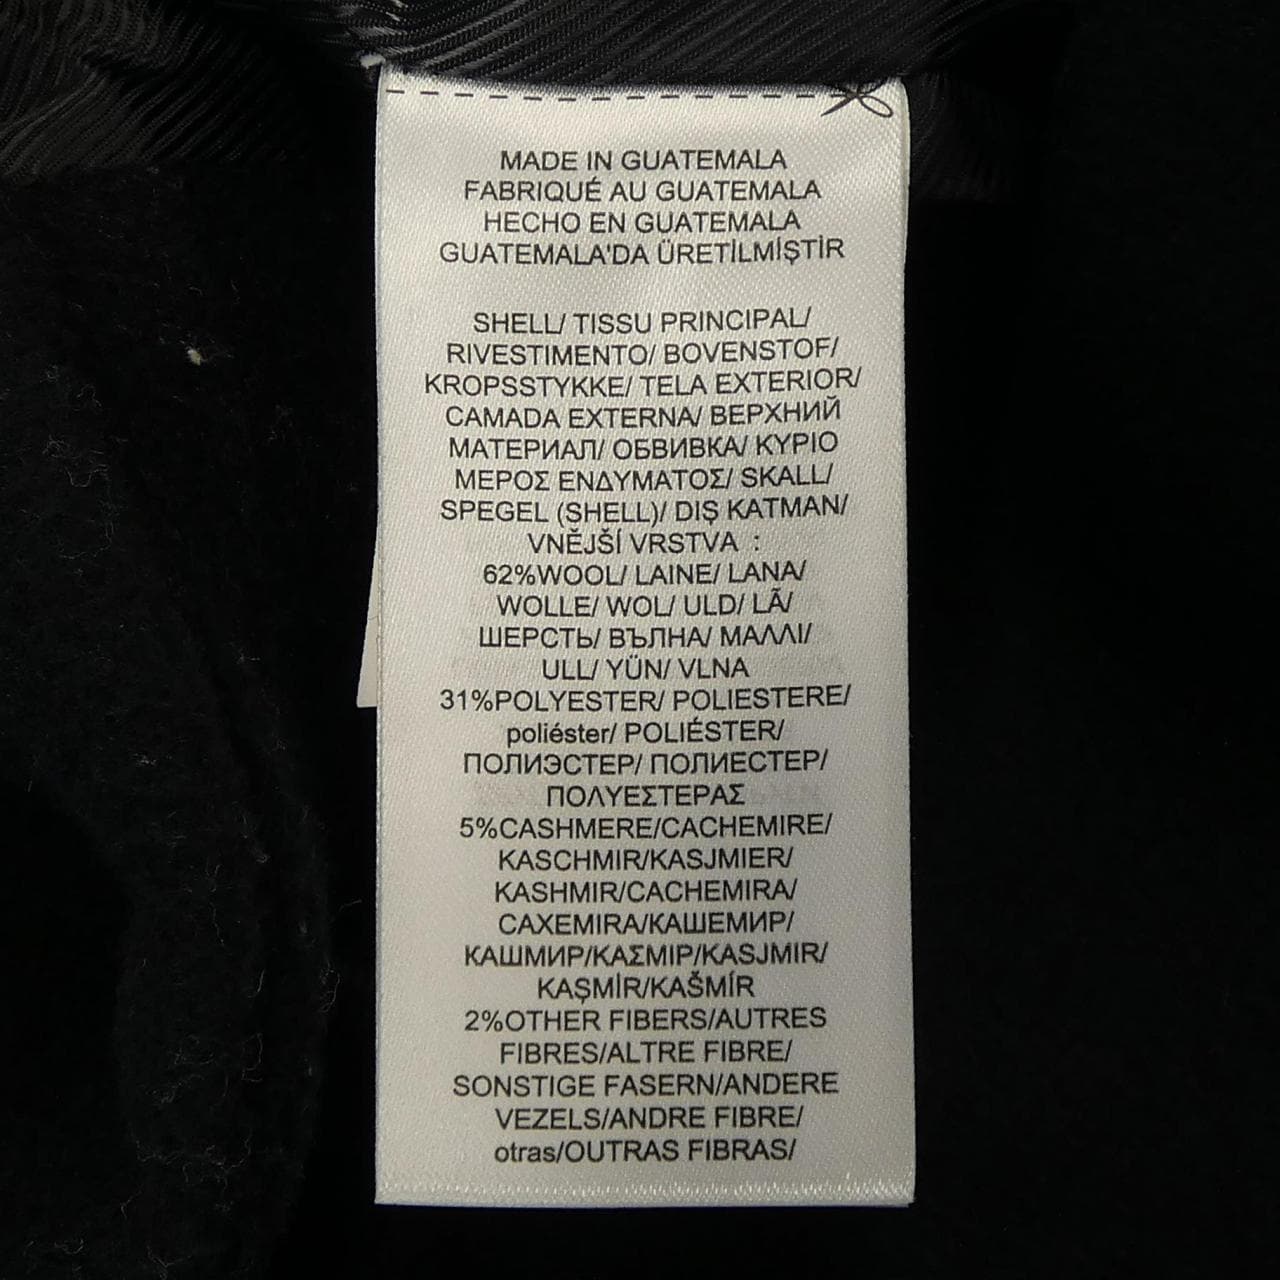 MADE IN GUATEMALA
FABRIQUÉ AU GUATEMALA
HECHO EN GUATEMALA
GUATEMALA'DA ÜRETİLMİŞTİR
SHELL/ TISSU PRINCIPAL/
RIVESTIMENTO/ BOVENSTOF/
KROPSSTYKKE/ TELA EXTERIOR/
CAMADA EXTERNA/ ВЕРХНИЙ
МАТЕРИАЛ/ ОБВИВКА/ ΚΥΡΙΟ
ΜΕΡΟΣ ΕΝΔΥΜΑΤΟΣ/ SKALL/
SPEGEL (SHELL)/ DIŞ KATMAN/
VNĚJŠÍ VRSTVA :
62%WOOL/ LAINE/ LANA/
WOLLE/ WOL/ ULD/ LÃ/
ШЕРСТЬ/ ВЪЛНА/ ΜΑΛΛΙ/
ULL/ YÜN/ VLNA
31%POLYESTER/ POLIESTERE/
poliéster/ POLIÉSTER/
ПОЛИЭСТЕР/ ПОЛИЕСТЕР/
ΠΟΛΥΕΣΤΕΡΑΣ
5%CASHMERE/CACHEMIRE/
KASCHMIR/KASJMIER/
KASHMIR/CACHEMIRA/
CAXEMIRA/КАШЕМИР/
КАШМИР/ΚΑΣΜΙΡ/KASJMIR/
KAŞMİR/KAŠMÍR
2%OTHER FIBERS/AUTRES
FIBRES/ALTRE FIBRE/
SONSTIGE FASERN/ANDERE
VEZELS/ANDRE FIBRE/
otras/OUTRAS FIBRAS/